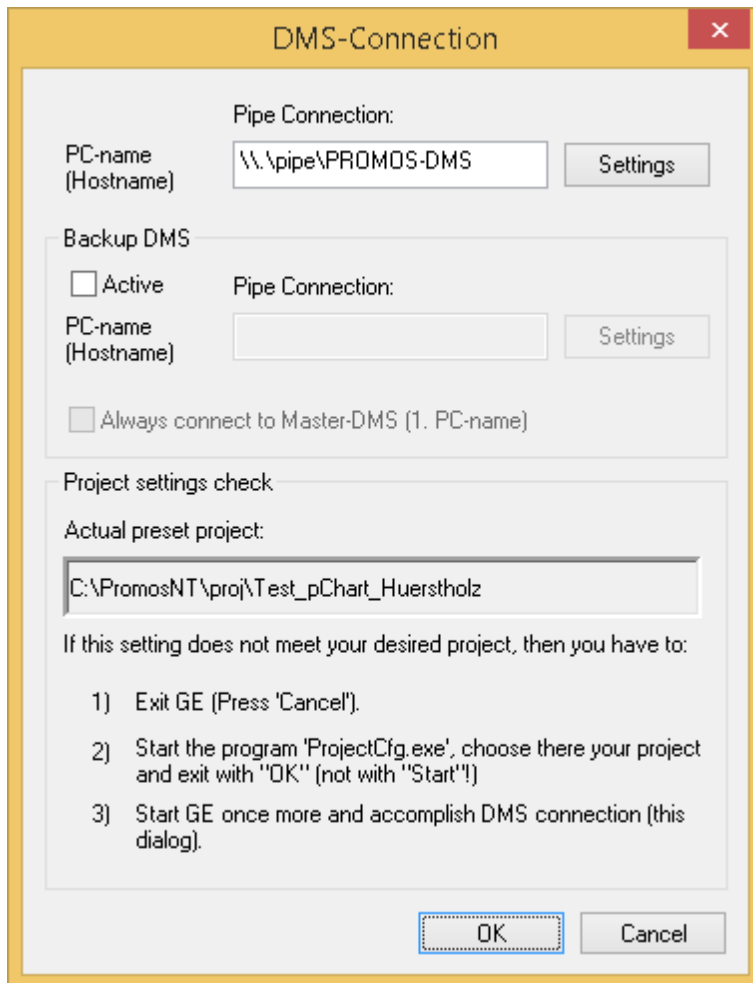 DMS-Connection
Pipe Connection:
PC-name
(Hostname)
\\.\pipe\PROMOS-DMS
Settings
Backup DMS
Active
Pipe Connection:
PC-name
(Hostname)
Settings
Always connect to Master-DMS (1. PC-name)
Project settings check
Actual preset project:
C:\PromosNT\proj\Test_pChart_Huerstholz
If this setting does not meet your desired project, then you have to:
1) Exit GE (Press 'Cancel').
2) Start the program 'ProjectCfg.exe', choose there your project
and exit with "OK" (not with "Start"!)
3) Start GE once more and accomplish DMS connection (this
dialog).
OK
Cancel